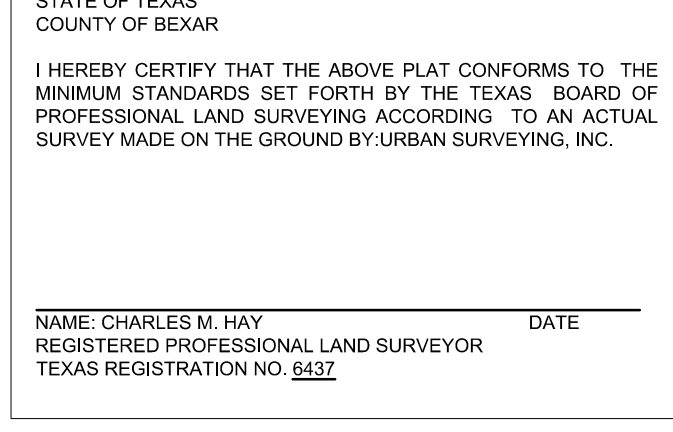 STATE OF TEXAS
COUNTY OF BEXAR
I HEREBY CERTIFY THAT THE ABOVE PLAT CONFORMS TO THE
MINIMUM STANDARDS SET FORTH BY THE TEXAS BOARD OF
PROFESSIONAL LAND SURVEYING ACCORDING TO AN ACTUAL
SURVEY MADE ON THE GROUND BY:URBAN SURVEYING, INC.
NAME: CHARLES M. HAY DATE
REGISTERED PROFESSIONAL LAND SURVEYOR
TEXAS REGISTRATION NO. 6437